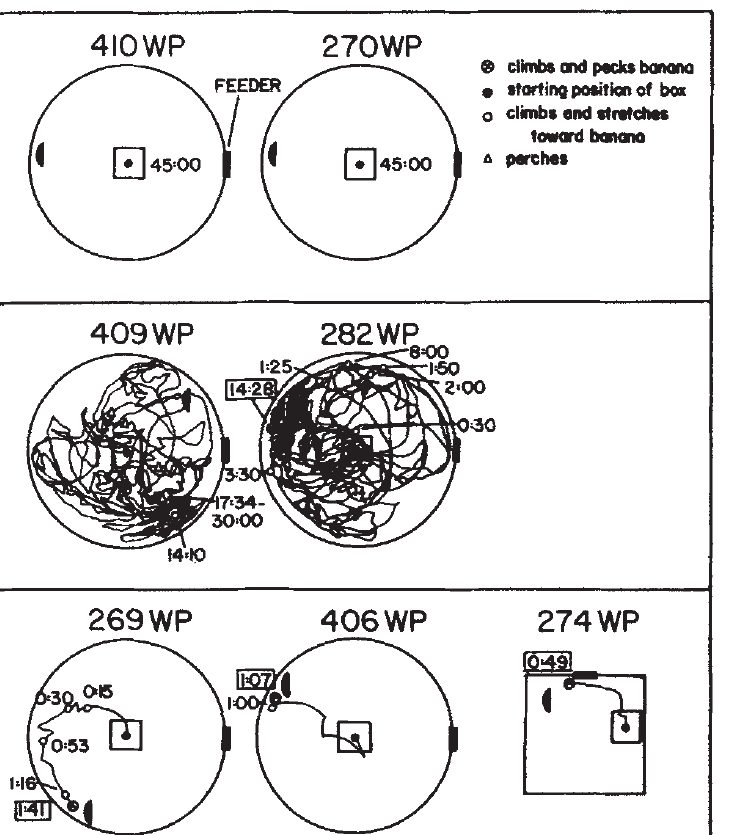 410WP 270WP
FEEDER
⊗ climbs and pecks banana
● starting position of box
○ climbs and stretches
toward banana
△ perches
45:00 45:00
409WP 282WP
8:00
1:25 1:50
14:28 2:00
0:30
3:30
17:34-
30:00
14:10
269WP 406WP 274WP
0:49
0:30 0:15 1:07
1:00
0:53
1:16
1:41